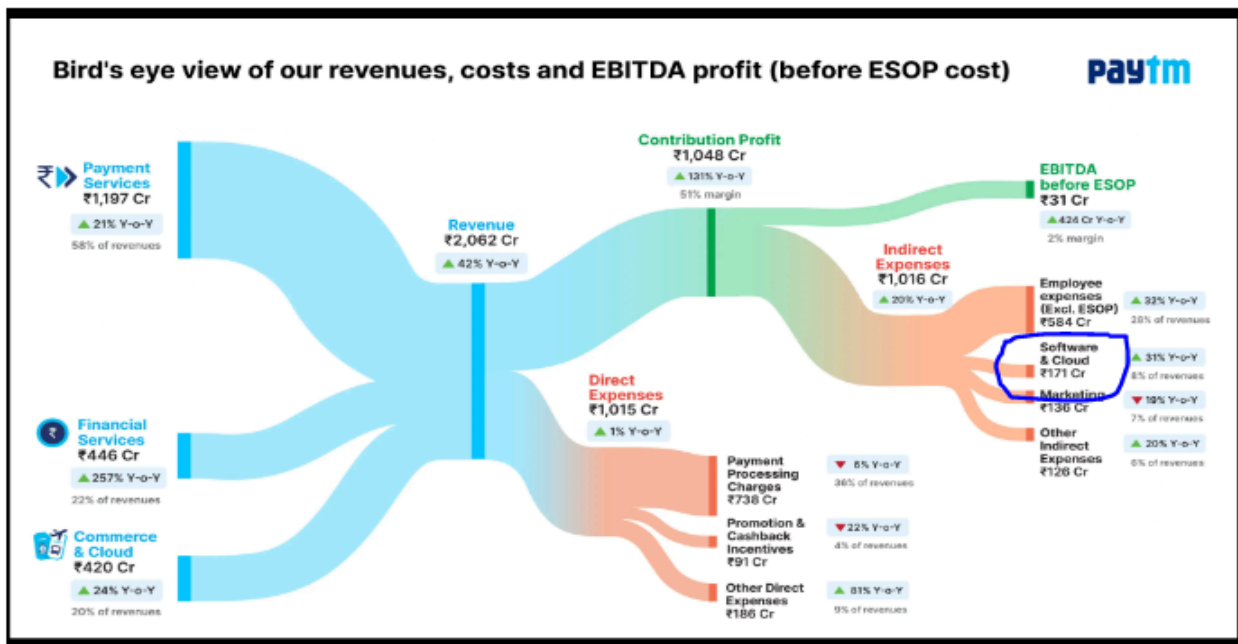 Bird's eye view of our revenues, costs and EBITDA profit (before ESOP cost)
paytm
Payment
Services
₹1,197 Cr
▲ 21% Y-o-Y
58% of revenues
Financial
Services
₹446 Cr
▲ 257% Y-o-Y
22% of revenues
Commerce
& Cloud
₹420 Cr
▲ 24% Y-o-Y
20% of revenues
Revenue
₹2,062 Cr
▲ 42% Y-o-Y
Contribution Profit
₹1,048 Cr
▲ 131% Y-o-Y
51% margin
EBITDA
before ESOP
₹31 Cr
▲ 424 Cr Y-o-Y
2% margin
Indirect
Expenses
₹1,016 Cr
▲ 20% Y-o-Y
Employee
expenses
(Excl. ESOP)
₹584 Cr
▲ 32% Y-o-Y
28% of revenues
Software
& Cloud
₹171 Cr
▲ 31% Y-o-Y
8% of revenues
Marketing
₹136 Cr
▼ 19% Y-o-Y
7% of revenues
Other
Indirect
Expenses
₹126 Cr
▲ 20% Y-o-Y
6% of revenues
Direct
Expenses
₹1,015 Cr
▲ 1% Y-o-Y
Payment
Processing
Charges
₹738 Cr
▼ 6% Y-o-Y
36% of revenues
Promotion &
Cashback
Incentives
₹91 Cr
▼ 22% Y-o-Y
4% of revenues
Other Direct
Expenses
₹186 Cr
▲ 81% Y-o-Y
9% of revenues